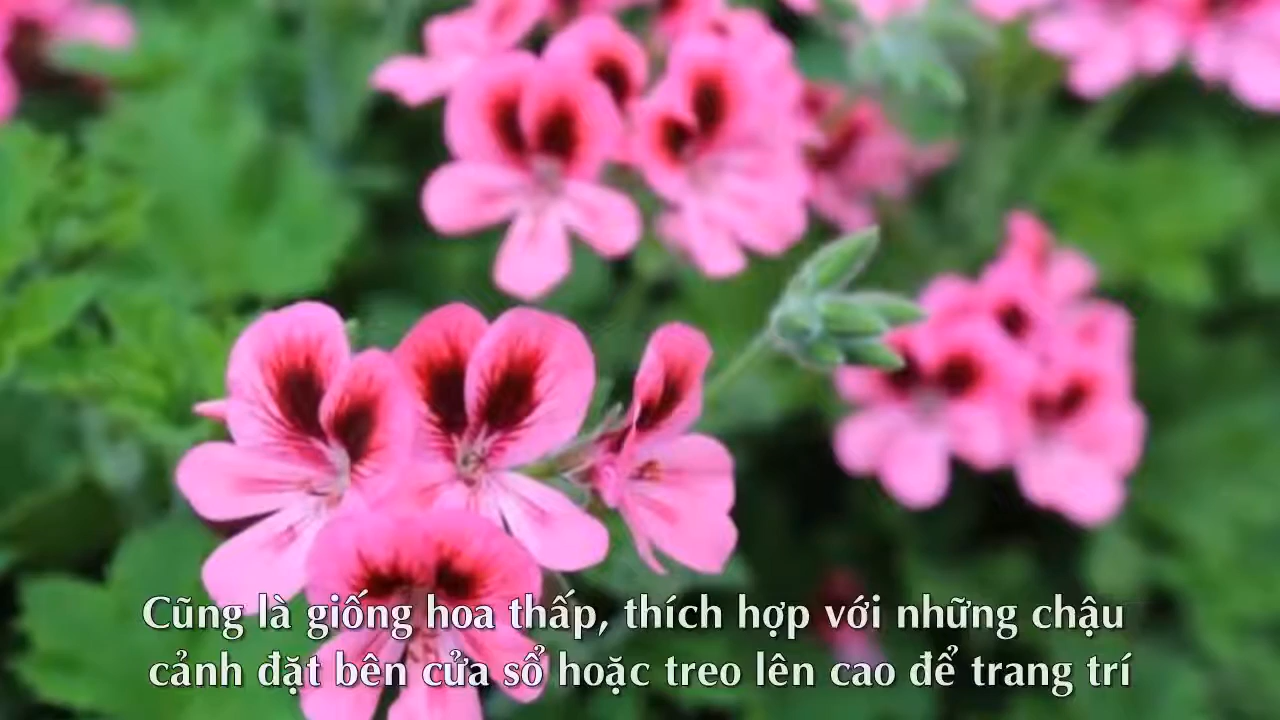 Cũng là giống hoa thấp, thích hợp với những chậu
cảnh đặt bên cửa sổ hoặc treo lên cao để trang trí